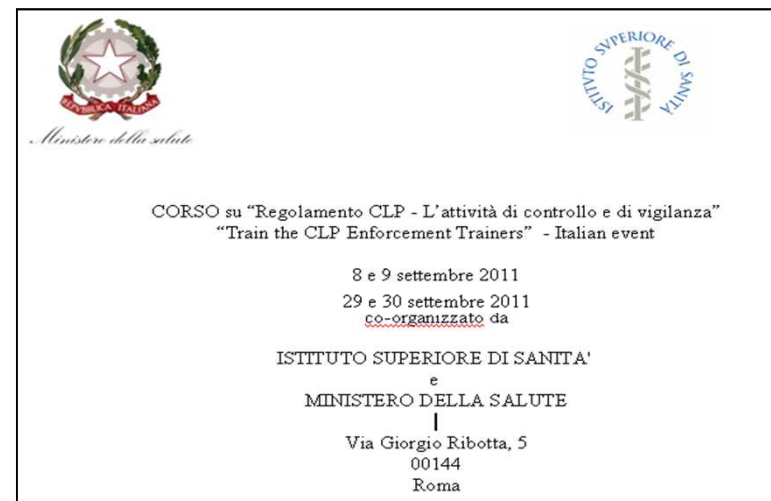 REPVBBLICA ITALIANA
Ministero della salute
ISTITUTO SUPERIORE DI SANITÀ
CORSO su “Regolamento CLP - L’attività di controllo e di vigilanza”
“Train the CLP Enforcement Trainers” - Italian event
8 e 9 settembre 2011
29 e 30 settembre 2011
co-organizzato da
ISTITUTO SUPERIORE DI SANITA'
e
MINISTERO DELLA SALUTE
Via Giorgio Ribotta, 5
00144
Roma